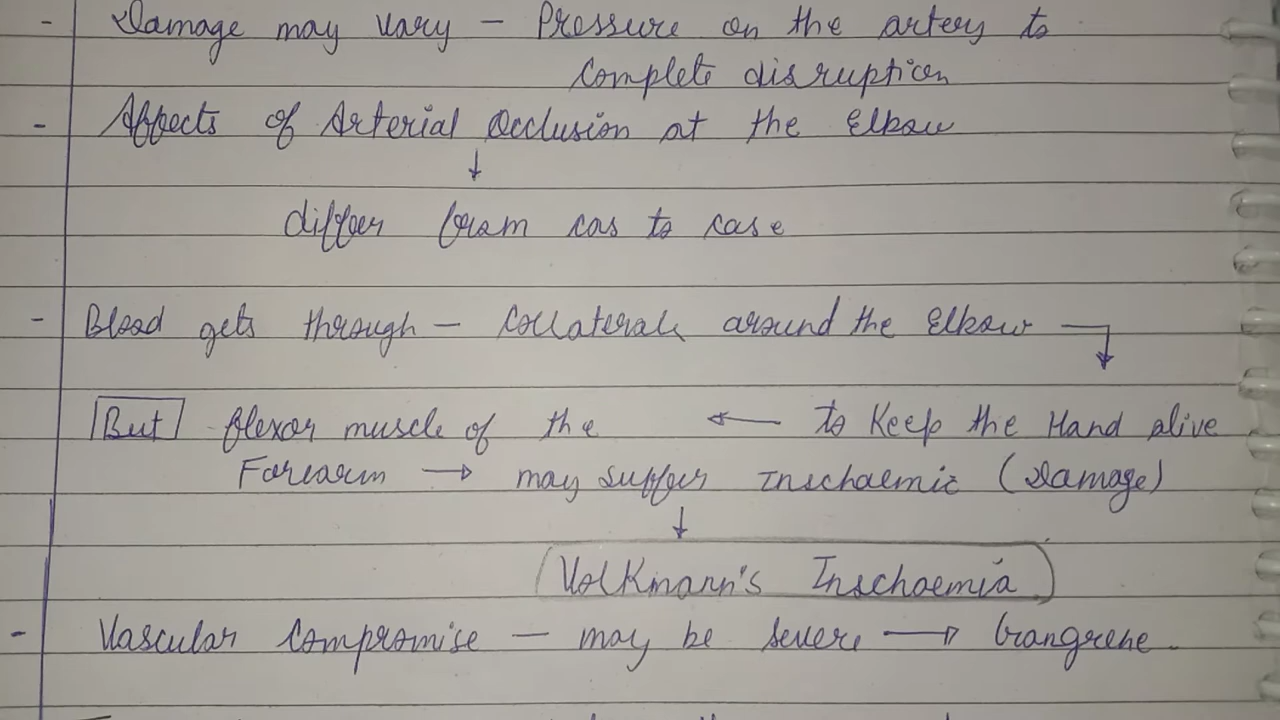 - Damage may vary — Pressure on the artery to
complete disruption
- Affects of Arterial Occlusion at the Elbow
↓
differ from cas to case
- Blood gets through — Collaterals around the Elbow
But flexor muscle of the ← to Keep the Hand alive
Forearm → may suffer Inschaemic (Damage)
↓
Volkmann's Inschaemia
- Vascular Compromise — may be severe → Gangrene.